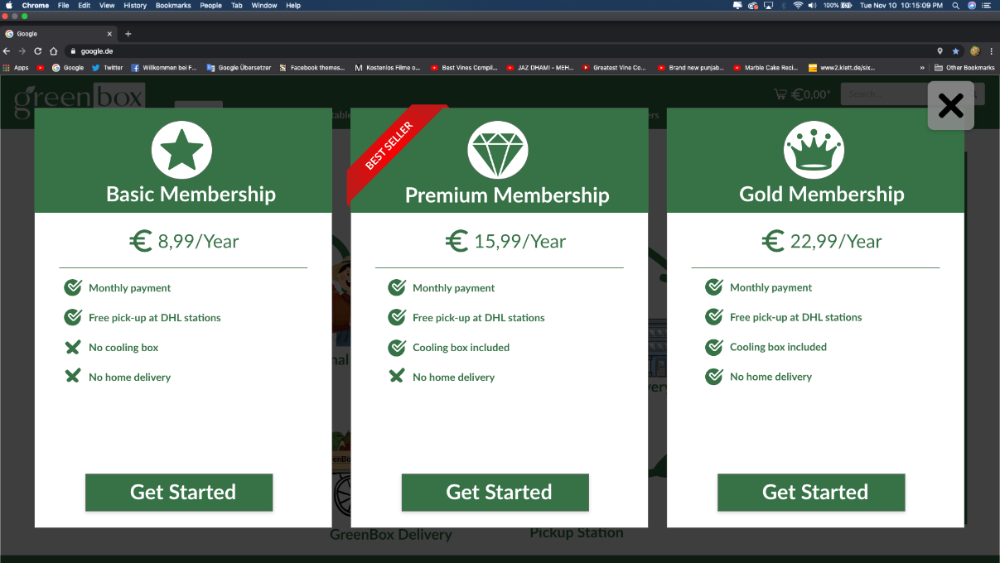 Chrome File Edit View History Bookmarks People Tab Window Help 100% Tue Nov 10 10:15:09 PM
Google
google.de
Apps Google Twitter Willkommen bei F... Google Übersetzer Facebook themes... Kostenlos Filme o... Best Vines Compil... JAZ DHAMI - MEH... Greatest Vine Co... Brand new punjab... Marble Cake Reci... www2.klett.de/six... » Other Bookmarks
greenbox €0,00* Search...
BEST SELLER
Basic Membership
€ 8,99/Year
Monthly payment
Free pick-up at DHL stations
No cooling box
No home delivery
Get Started
Premium Membership
€ 15,99/Year
Monthly payment
Free pick-up at DHL stations
Cooling box included
No home delivery
Get Started
Gold Membership
€ 22,99/Year
Monthly payment
Free pick-up at DHL stations
Cooling box included
No home delivery
Get Started
GreenBox Delivery
Pickup Station